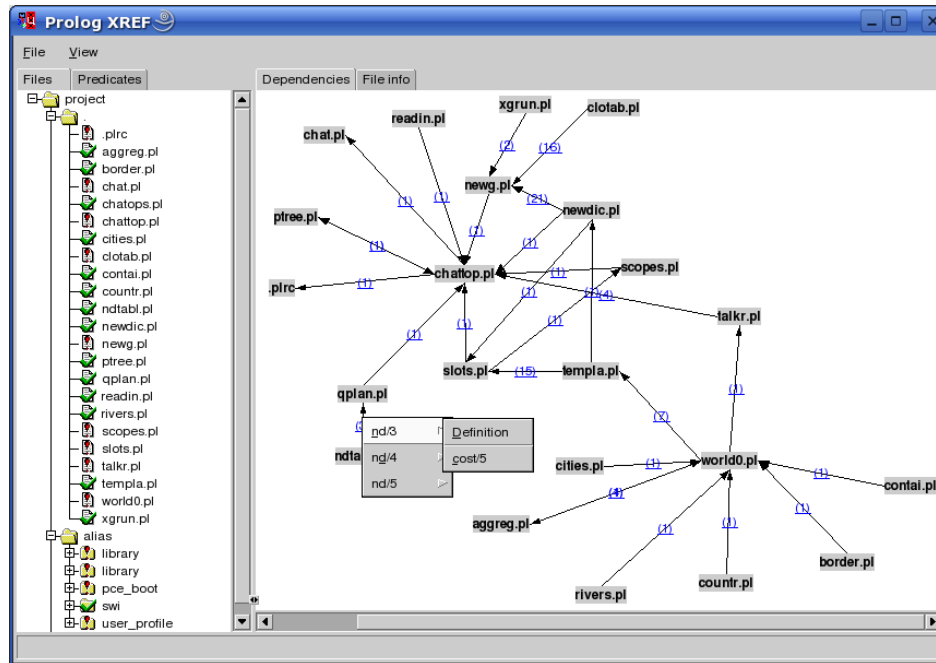 Prolog XREF
File View
Files Predicates
Dependencies File info
project
.
.plrc
aggreg.pl
border.pl
chat.pl
chatops.pl
chattop.pl
cities.pl
clotab.pl
contai.pl
countr.pl
ndtabl.pl
newdic.pl
newg.pl
ptree.pl
qplan.pl
readin.pl
rivers.pl
scopes.pl
slots.pl
talkr.pl
templa.pl
world0.pl
xgrun.pl
alias
library
library
pce_boot
swi
user_profile
xgrun.pl
clotab.pl
readin.pl
chat.pl
(2)
(16)
newg.pl
(1)
(1)
(21)
newdic.pl
ptree.pl
(1)
(1)
(1)
chattop.pl
(1)
scopes.pl
.plrc
(1)
(1)
(4)
talkr.pl
(1)
(1)
(1)
slots.pl
(15)
templa.pl
qplan.pl
(1)
(7)
nd/3
nd/4
nd/5
Definition
cost/5
ndta
cities.pl
(1)
world0.pl
(1)
contai.pl
(4)
aggreg.pl
(1)
(1)
(1)
border.pl
countr.pl
rivers.pl